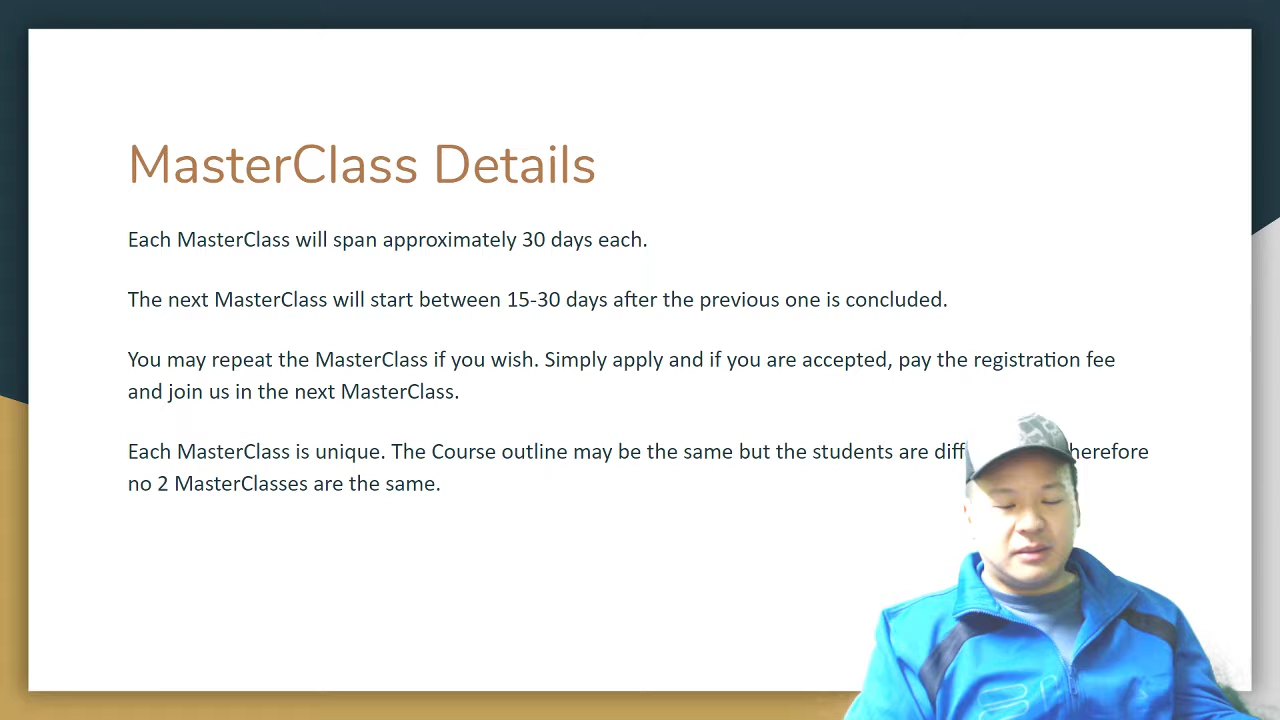 MasterClass Details
Each MasterClass will span approximately 30 days each.
The next MasterClass will start between 15-30 days after the previous one is concluded.
You may repeat the MasterClass if you wish. Simply apply and if you are accepted, pay the registration fee
and join us in the next MasterClass.
Each MasterClass is unique. The Course outline may be the same but the students are
no 2 MasterClasses are the same.